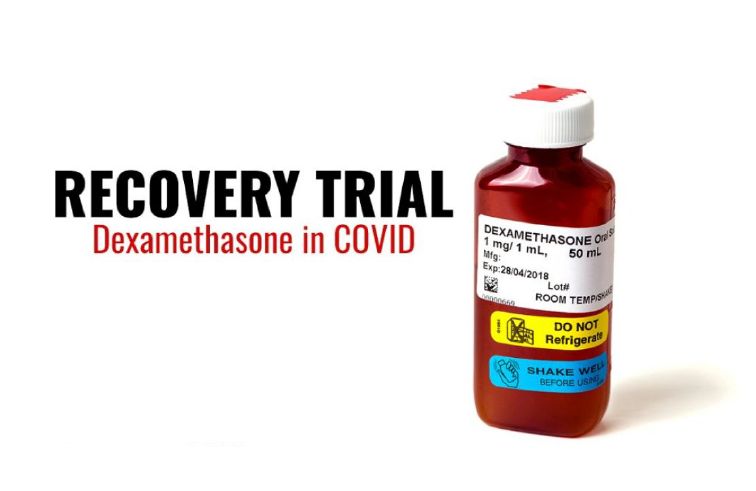 RECOVERY TRIAL
Dexamethasone in COVID
DEXAMETHASONE Oral
1 mg/ 1 mL, 50 mL
Mfg:
Exp:28/04/2018
Lot#
00000669
ROOM TEMP/SHAKE
DO NOT
Refrigerate
SHAKE WELL
BEFORE USING